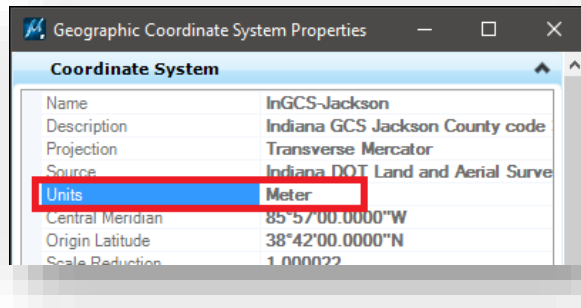 Geographic Coordinate System Properties
Coordinate System
Name InGCS-Jackson
Description Indiana GCS Jackson County code
Projection Transverse Mercator
Source Indiana DOT Land and Aerial Surve
Units Meter
Central Meridian 85°57'00.0000"W
Origin Latitude 38°42'00.0000"N
Scale Reduction 1.000022